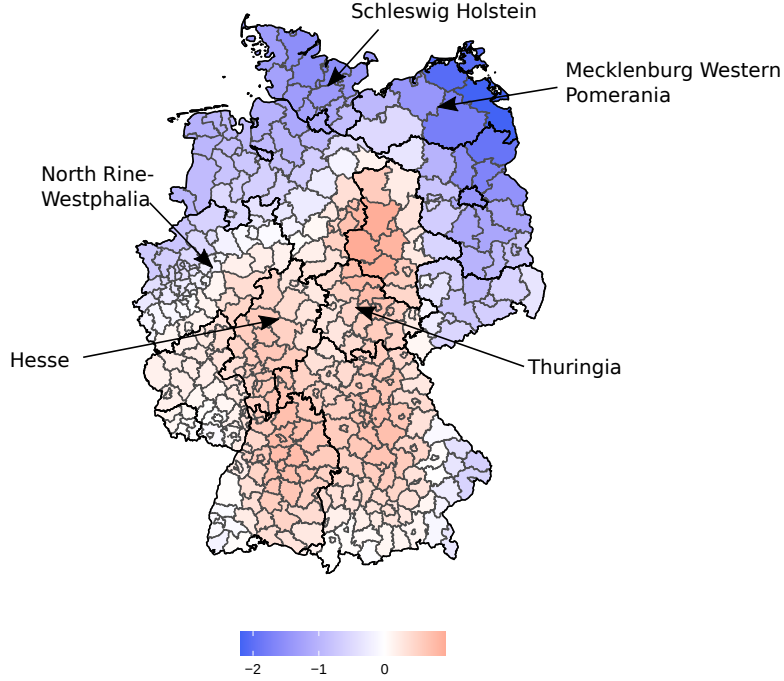 Schleswig Holstein
Mecklenburg Western
Pomerania
North Rine-
Westphalia
Hesse
Thuringia
−2 −1 0